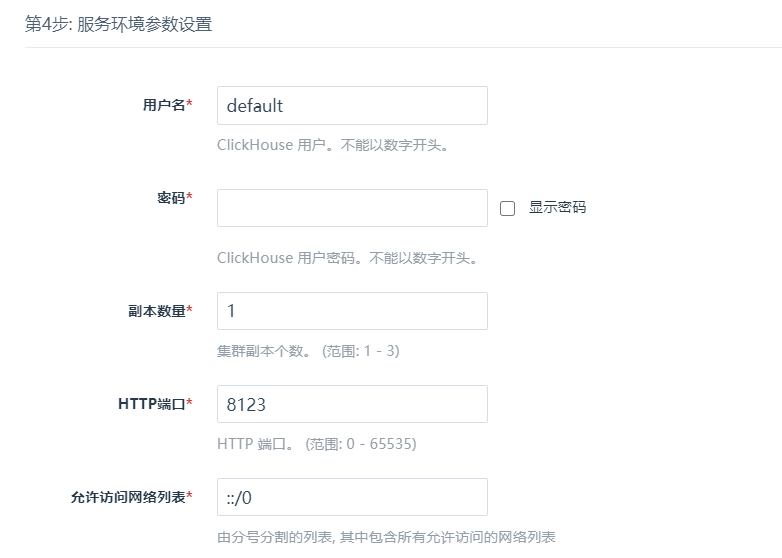 第4步: 服务环境参数设置
用户名*
default
ClickHouse 用户。不能以数字开头。
密码*
显示密码
ClickHouse 用户密码。不能以数字开头。
副本数量*
1
集群副本个数。 (范围: 1 - 3)
HTTP端口*
8123
HTTP 端口。 (范围: 0 - 65535)
允许访问网络列表*
::/0
由分号分割的列表, 其中包含所有允许访问的网络列表